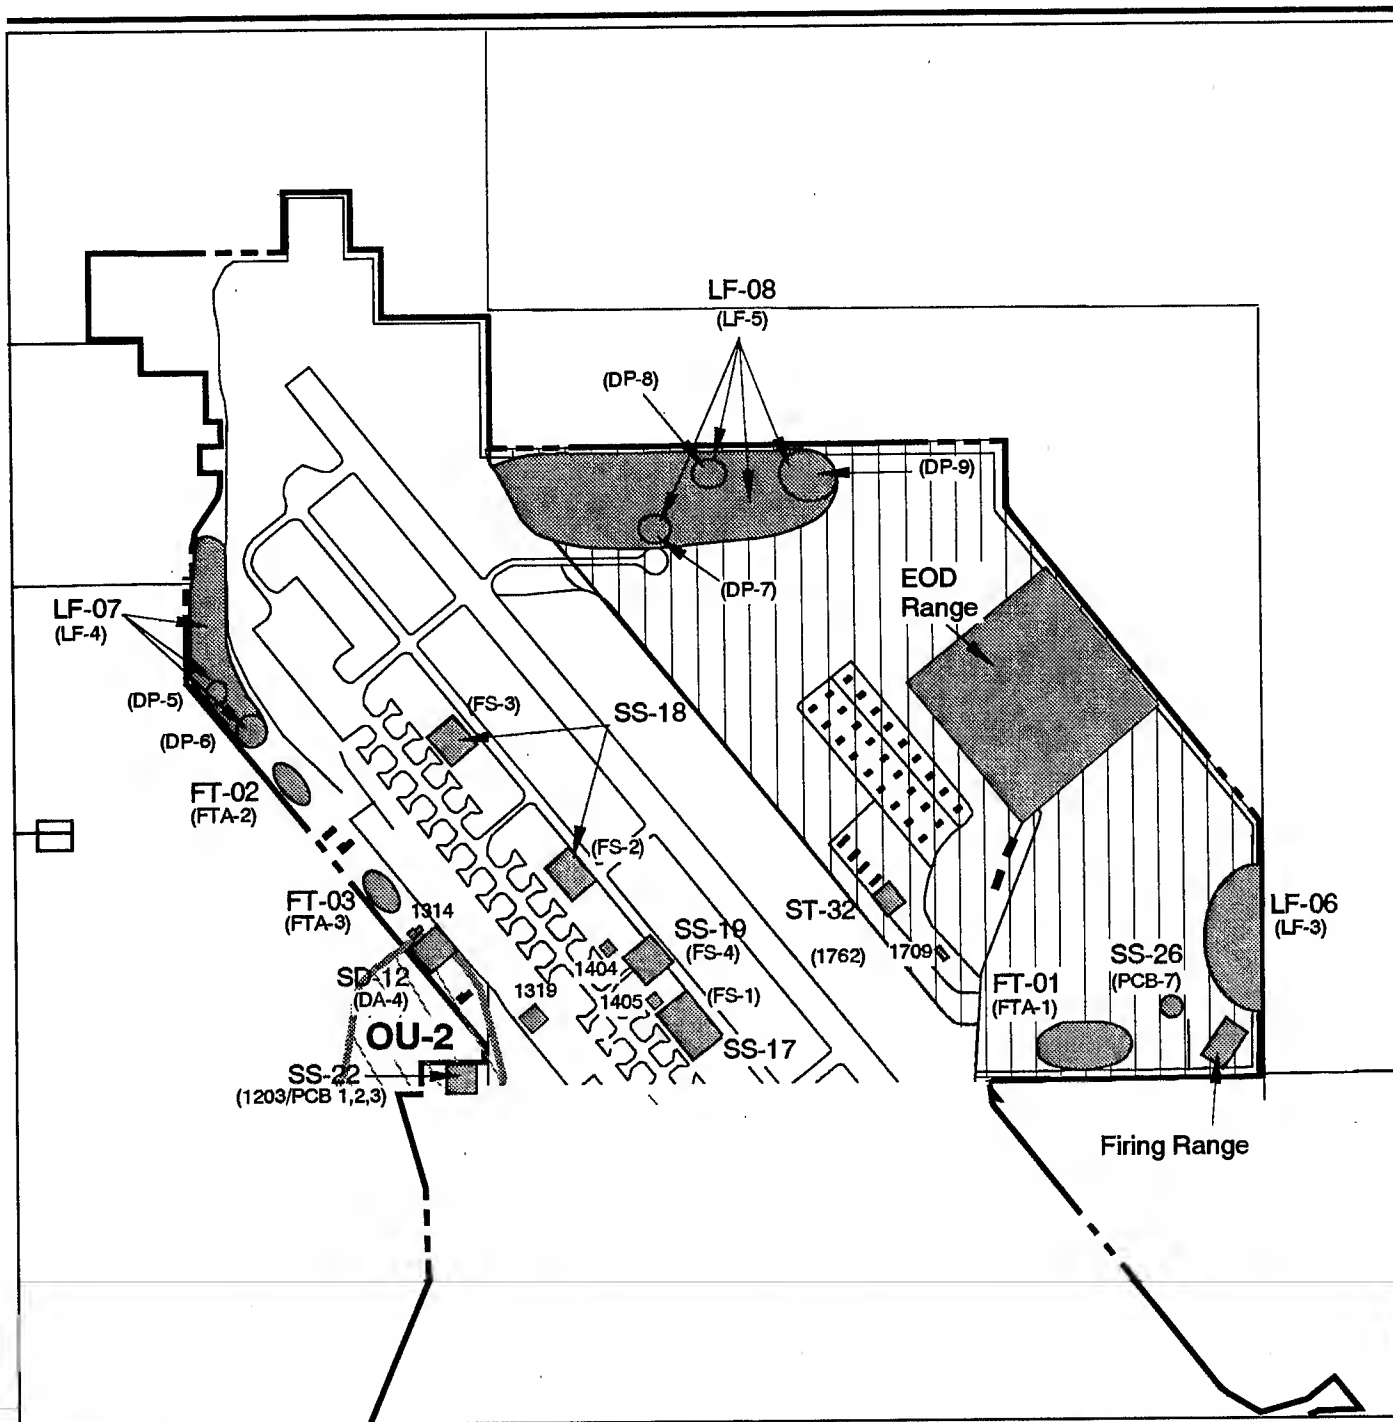 LF-08
(LF-5)
(DP-8)
(DP-9)
(DP-7)
EOD
Range
LF-07
(LF-4)
(DP-5)
(DP-6)
(FS-3)
SS-18
FT-02
(FTA-2)
(FS-2)
FT-03
(FTA-3)
1314
ST-32
(1762)
1709
LF-06
(LF-3)
SS-19
(FS-4)
1404
SS-26
(PCB-7)
SD-12
(DA-4)
1319
1405
(FS-1)
FT-01
(FTA-1)
OU-2
SS-17
SS-22
(1203/PCB 1,2,3)
Firing Range